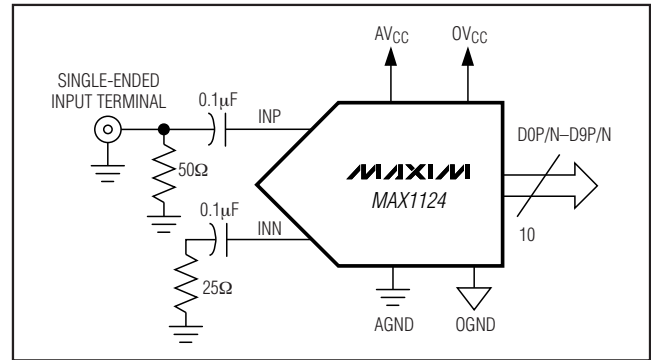 AVCC
OVCC
SINGLE-ENDED
INPUT TERMINAL
0.1μF
INP
D0P/N–D9P/N
50Ω
MAXIM
MAX1124
0.1μF
INN
10
25Ω
AGND
OGND